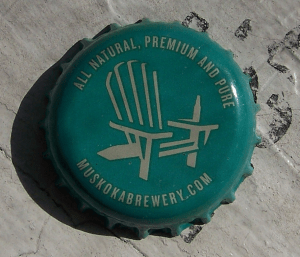 ALL NATURAL, PREMIUM AND PURE
MUSKOKABREWERY.COM